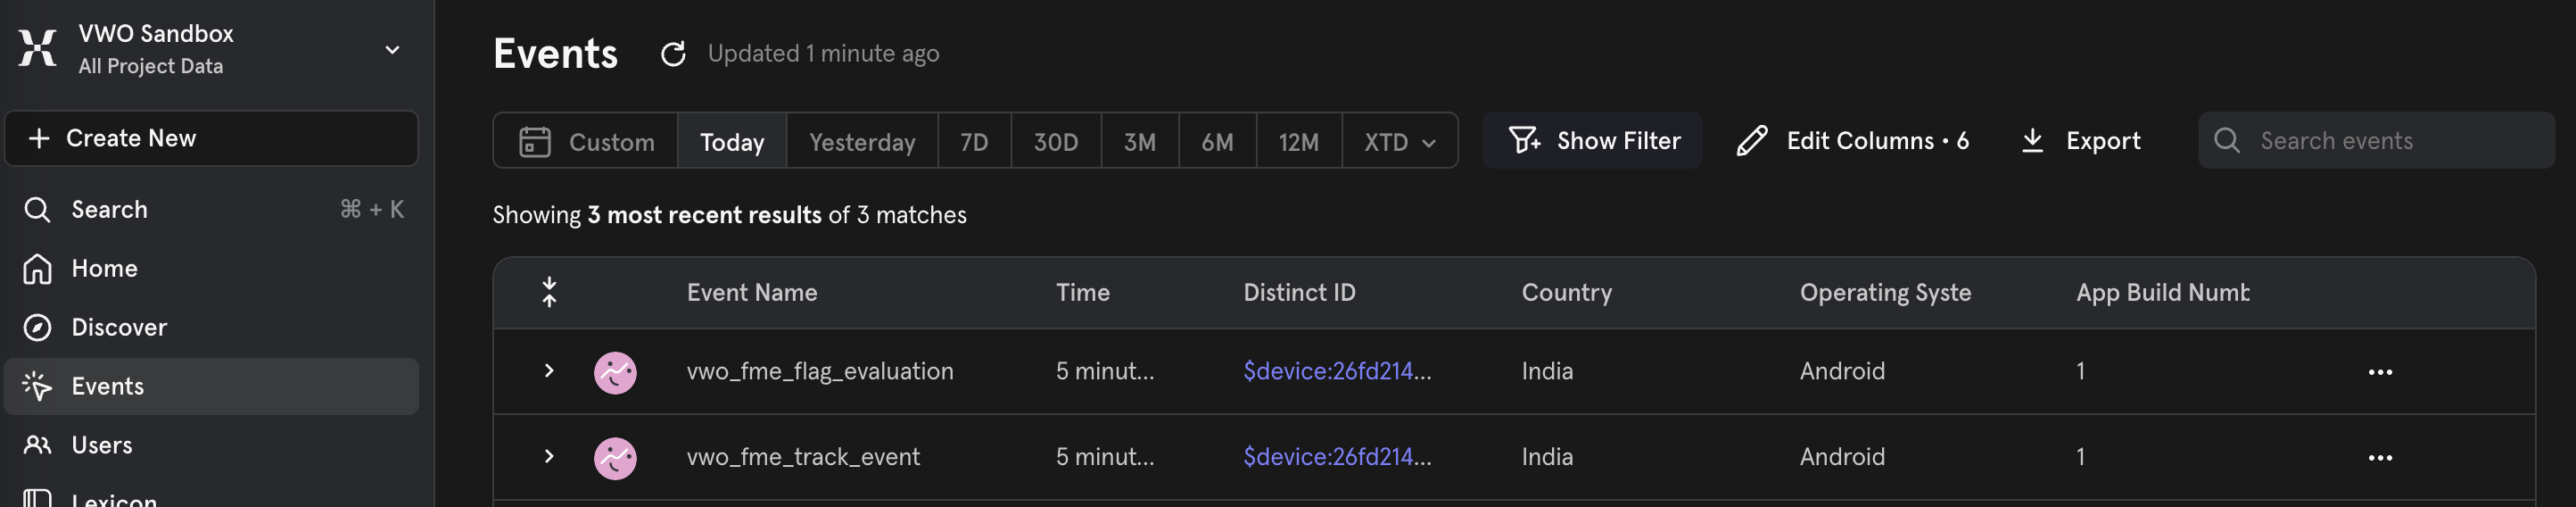 VWO Sandbox
All Project Data
Create New
Search ⌘ + K
Home
Discover
Events
Users
Lexicon
Events Updated 1 minute ago
Custom Today Yesterday 7D 30D 3M 6M 12M XTD Show Filter Edit Columns • 6 Export Search events
Showing 3 most recent results of 3 matches
Event Name Time Distinct ID Country Operating Syste App Build Numb
vwo_fme_flag_evaluation 5 minut... $device:26fd214... India Android 1
vwo_fme_track_event 5 minut... $device:26fd214... India Android 1